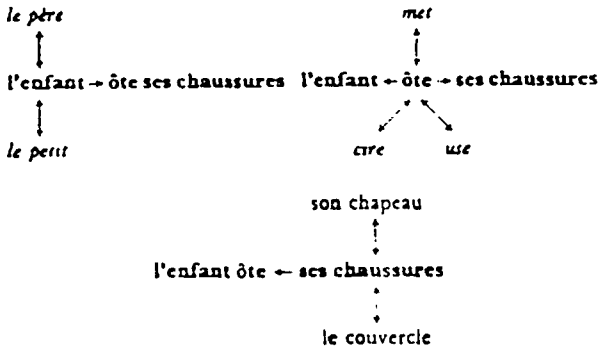 le père met
l'enfant → ôte ses chaussures l'enfant ← ôte → ses chaussures
le petit cire use
son chapeau
l'enfant ôte ← ses chaussures
le couvercle